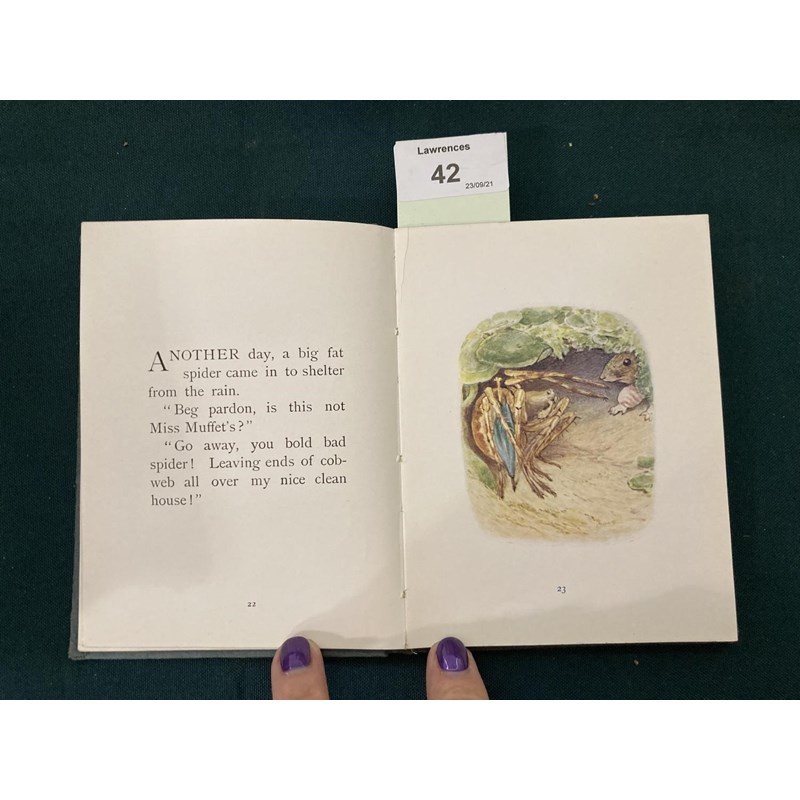 Lawrences
42
23/09/21
ANOTHER day, a big fat
spider came in to shelter
from the rain.
"Beg pardon, is this not
Miss Muffet's?"
"Go away, you bold bad
spider! Leaving ends of cob-
web all over my nice clean
house!"
22
23